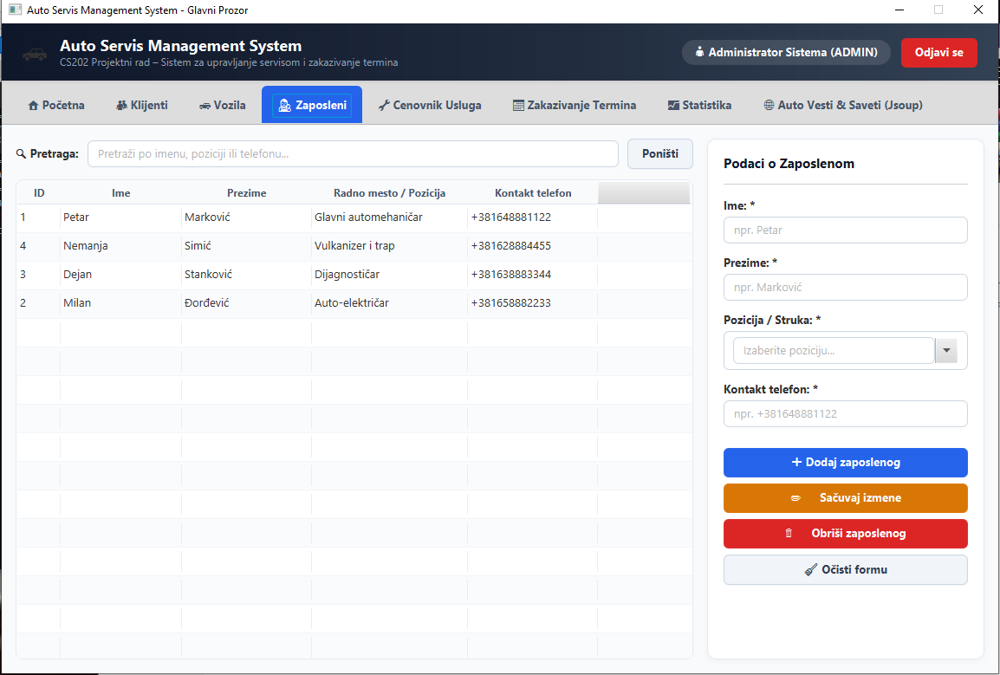 Auto Servis Management System - Glavni Prozor
Auto Servis Management System
CS202 Projektni rad – Sistem za upravljanje servisom i zakazivanje termina
Administrator Sistema (ADMIN)
Odjavi se
Početna
Klijenti
Vozila
Zaposleni
Cenovnik Usluga
Zakazivanje Termina
Statistika
Auto Vesti & Saveti (Jsoup)
Pretraga:
Pretraži po imenu, poziciji ili telefonu...
Poništi
ID Ime Prezime Radno mesto / Pozicija Kontakt telefon
1 Petar Marković Glavni automehaničar +381648881122
4 Nemanja Simić Vulkanizer i trap +381628884455
3 Dejan Stanković Dijagnostičar +381638883344
2 Milan Đorđević Auto-električar +381658882233
Podaci o Zaposlenom
Ime: *
npr. Petar
Prezime: *
npr. Marković
Pozicija / Struka: *
Izaberite poziciju...
Kontakt telefon: *
npr. +381648881122
Dodaj zaposlenog
Sačuvaj izmene
Obriši zaposlenog
Očisti formu